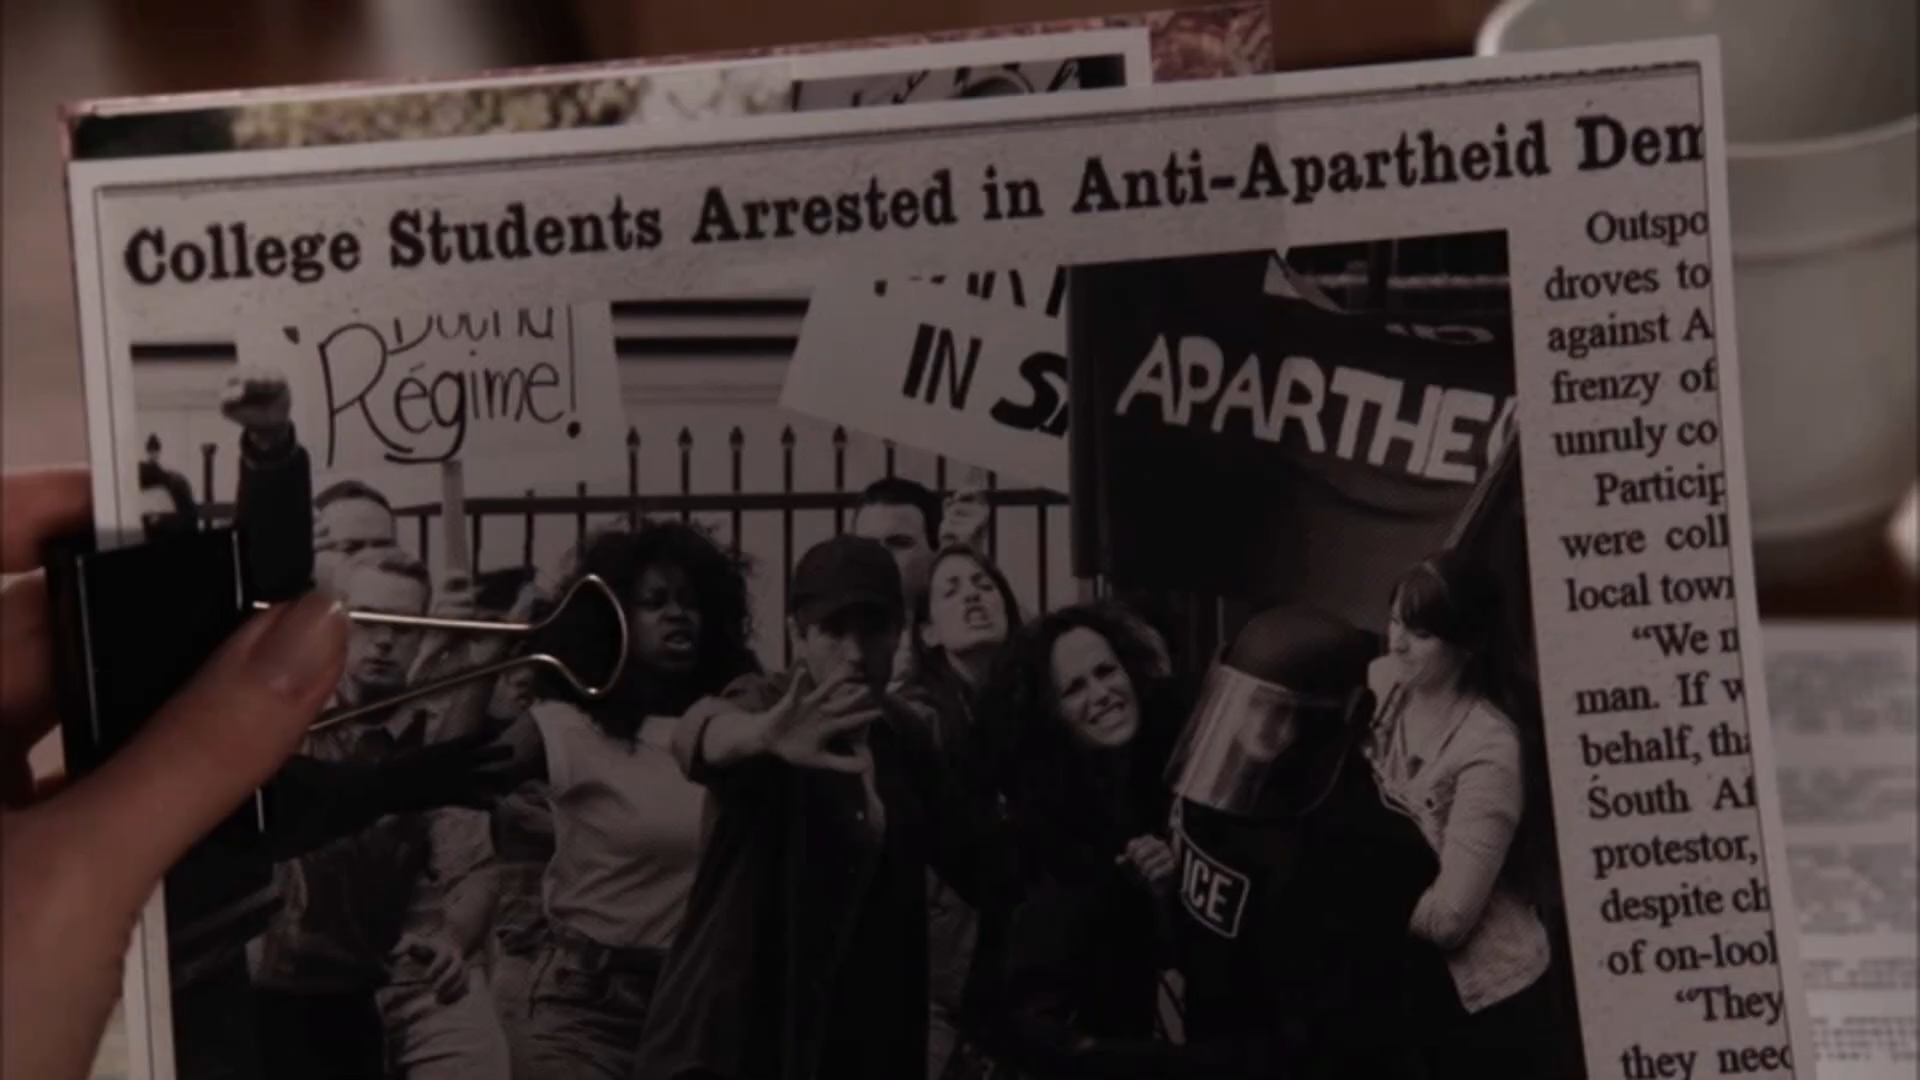 College Students Arrested in Anti-Apartheid Dem
Régime!
IN S
APARTHE
Outspo
droves to
against A
frenzy of
unruly co
Particip
were coll
local town
“We n
man. If w
behalf, tha
South Af
protestor,
despite ch
of on-look
“They
they need
ICE